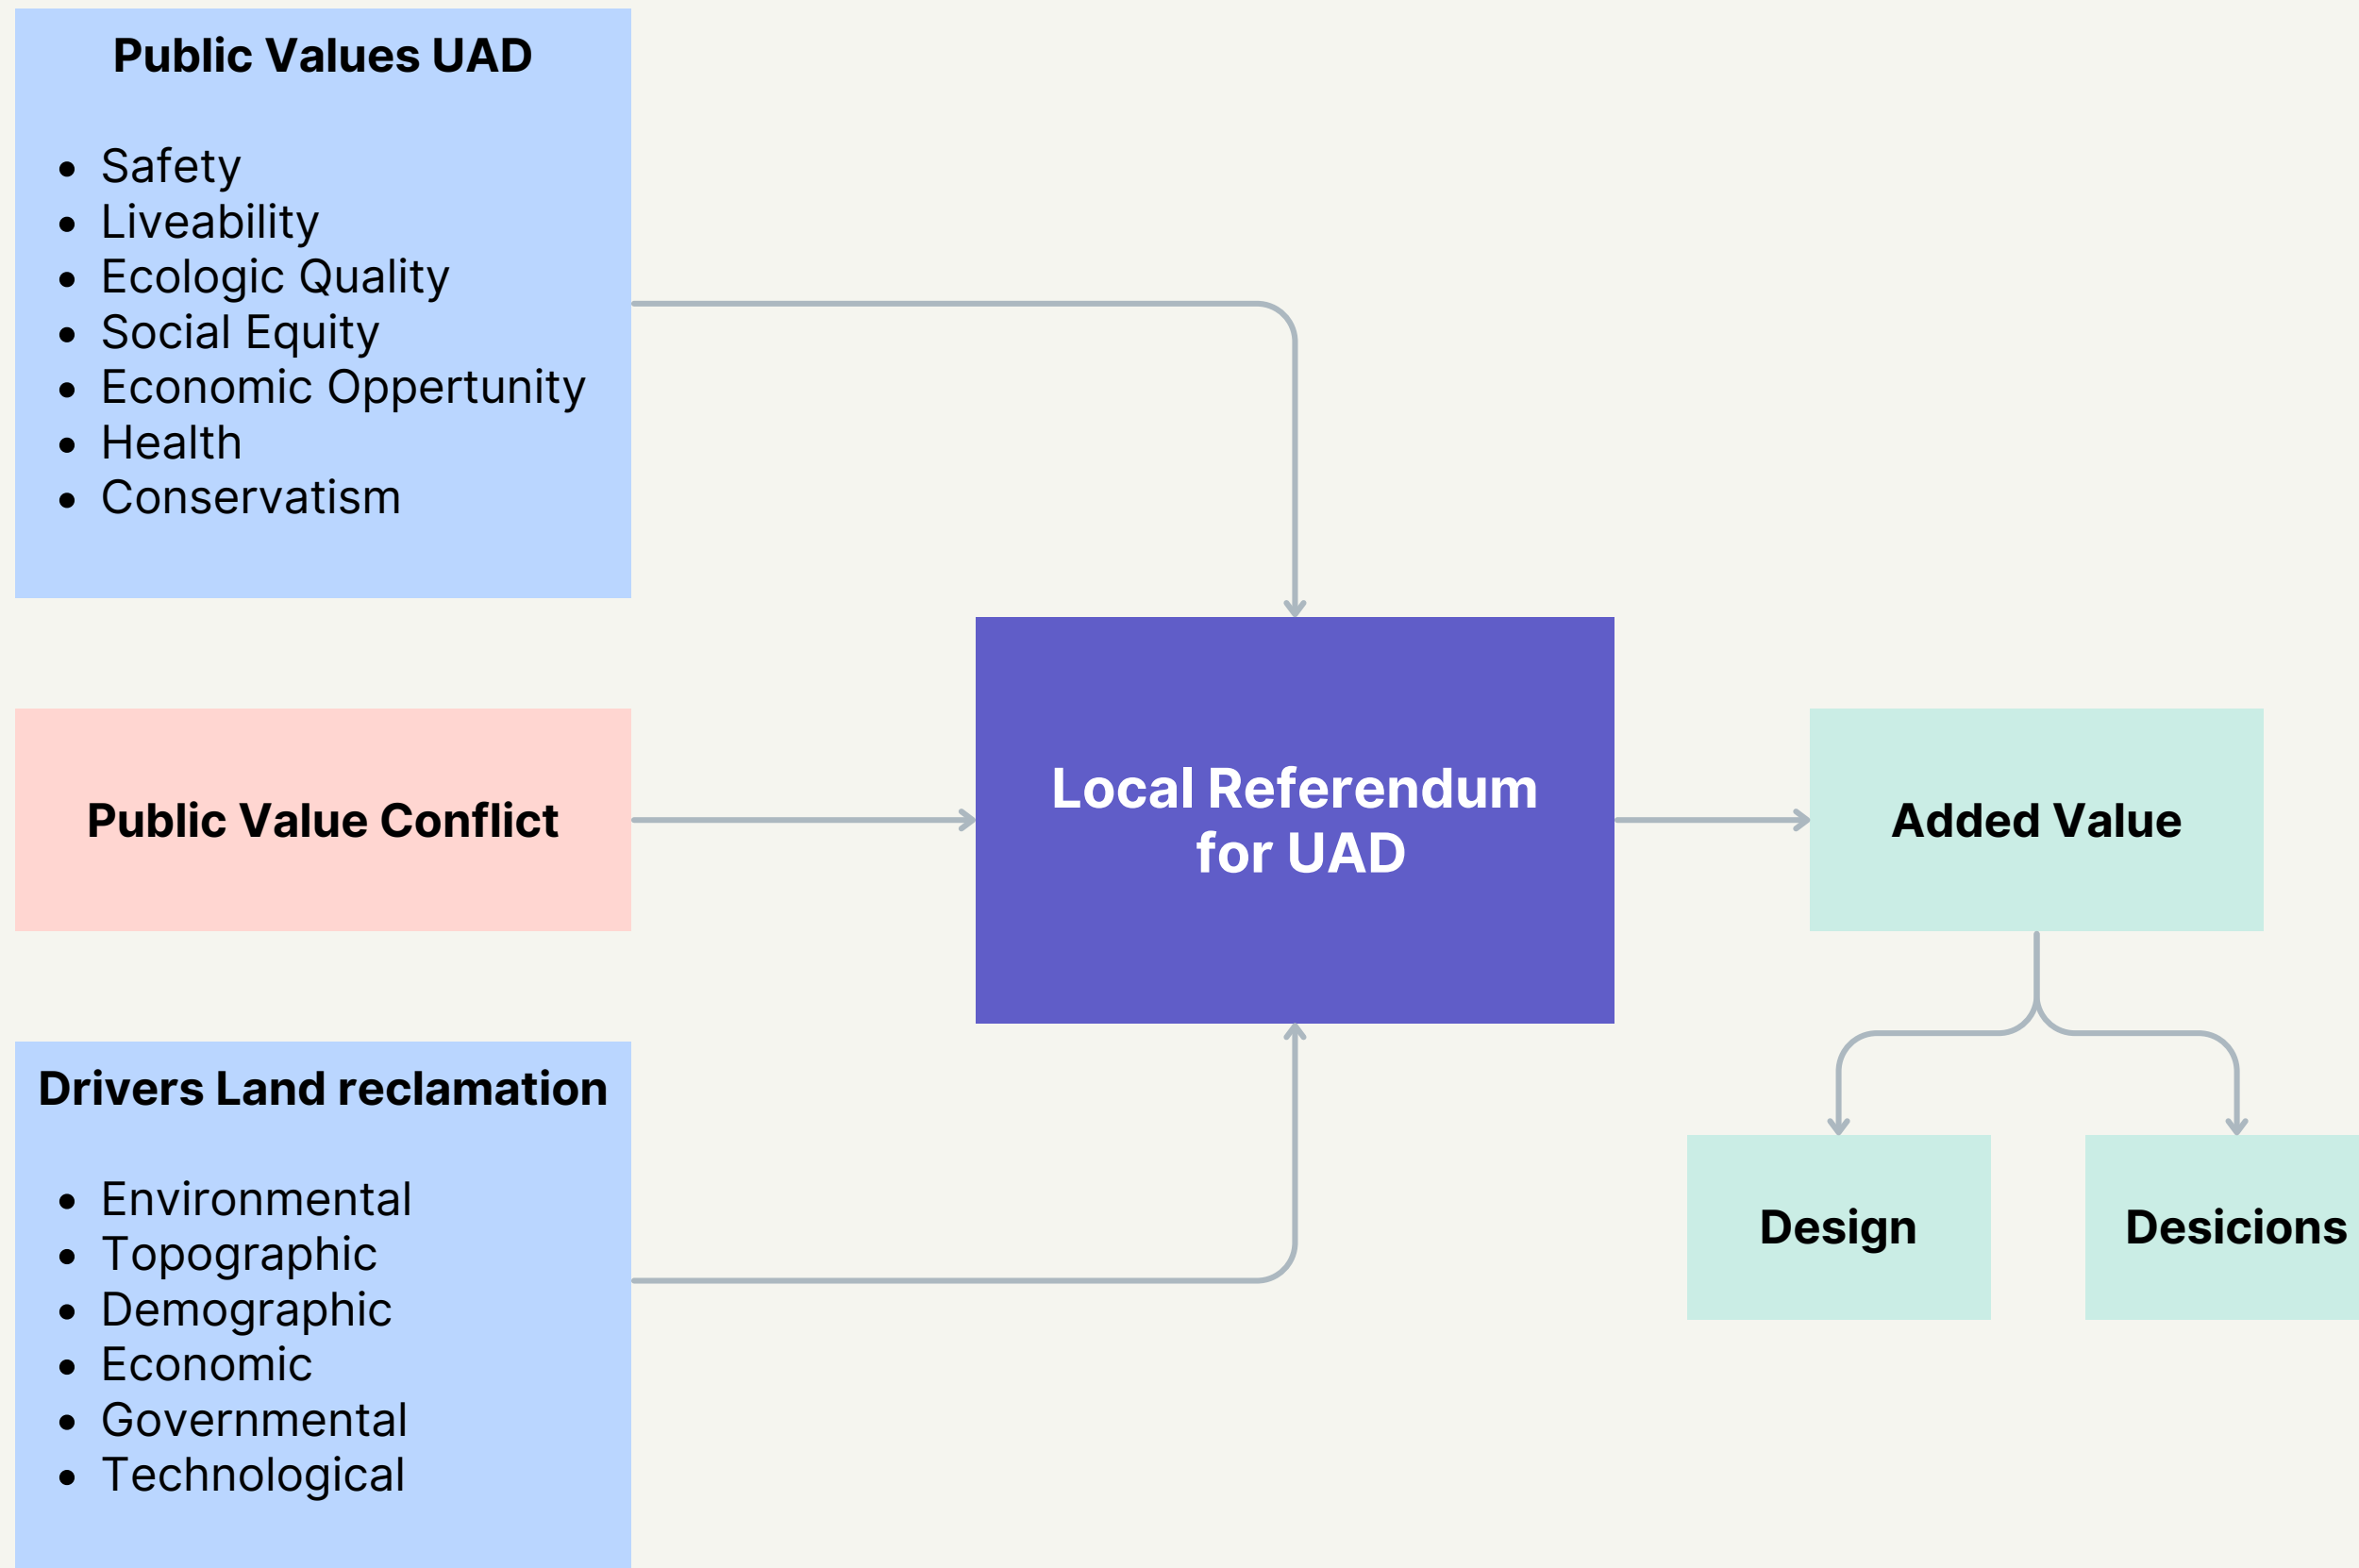 Public Values UAD
• Safety
• Liveability
• Ecologic Quality
• Social Equity
• Economic Oppertunity
• Health
• Conservatism
Public Value Conflict
Drivers Land reclamation
• Environmental
• Topographic
• Demographic
• Economic
• Governmental
• Technological
Local Referendum
for UAD
Added Value
Design
Desicions